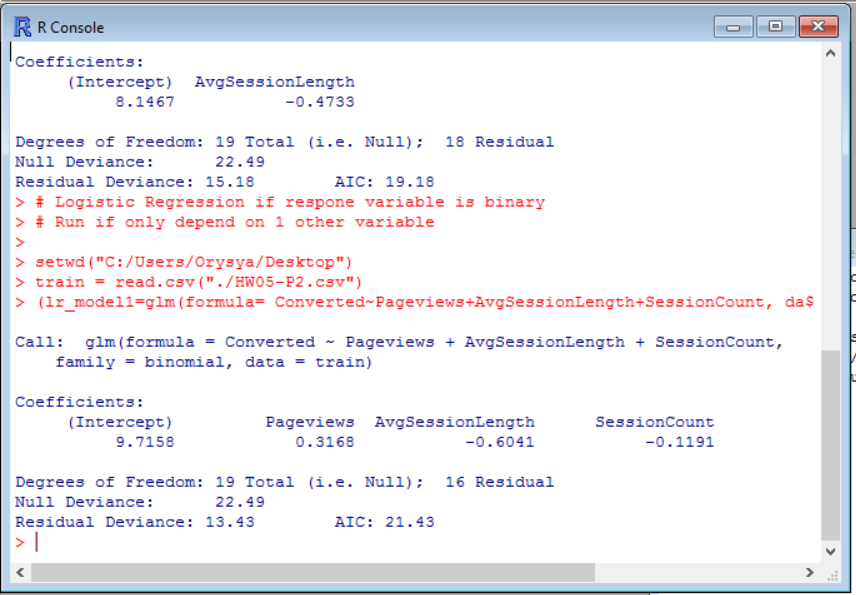 R Console
Coefficients:
(Intercept) AvgSessionLength
8.1467 -0.4733
Degrees of Freedom: 19 Total (i.e. Null); 18 Residual
Null Deviance: 22.49
Residual Deviance: 15.18 AIC: 19.18
> # Logistic Regression if respone variable is binary
> # Run if only depend on 1 other variable
>
> setwd("C:/Users/Orysya/Desktop")
> train = read.csv("./HW05-P2.csv")
> (lr_model1=glm(formula= Converted~Pageviews+AvgSessionLength+SessionCount, da$
Call: glm(formula = Converted ~ Pageviews + AvgSessionLength + SessionCount,
family = binomial, data = train)
Coefficients:
(Intercept) Pageviews AvgSessionLength SessionCount
9.7158 0.3168 -0.6041 -0.1191
Degrees of Freedom: 19 Total (i.e. Null); 16 Residual
Null Deviance: 22.49
Residual Deviance: 13.43 AIC: 21.43
>